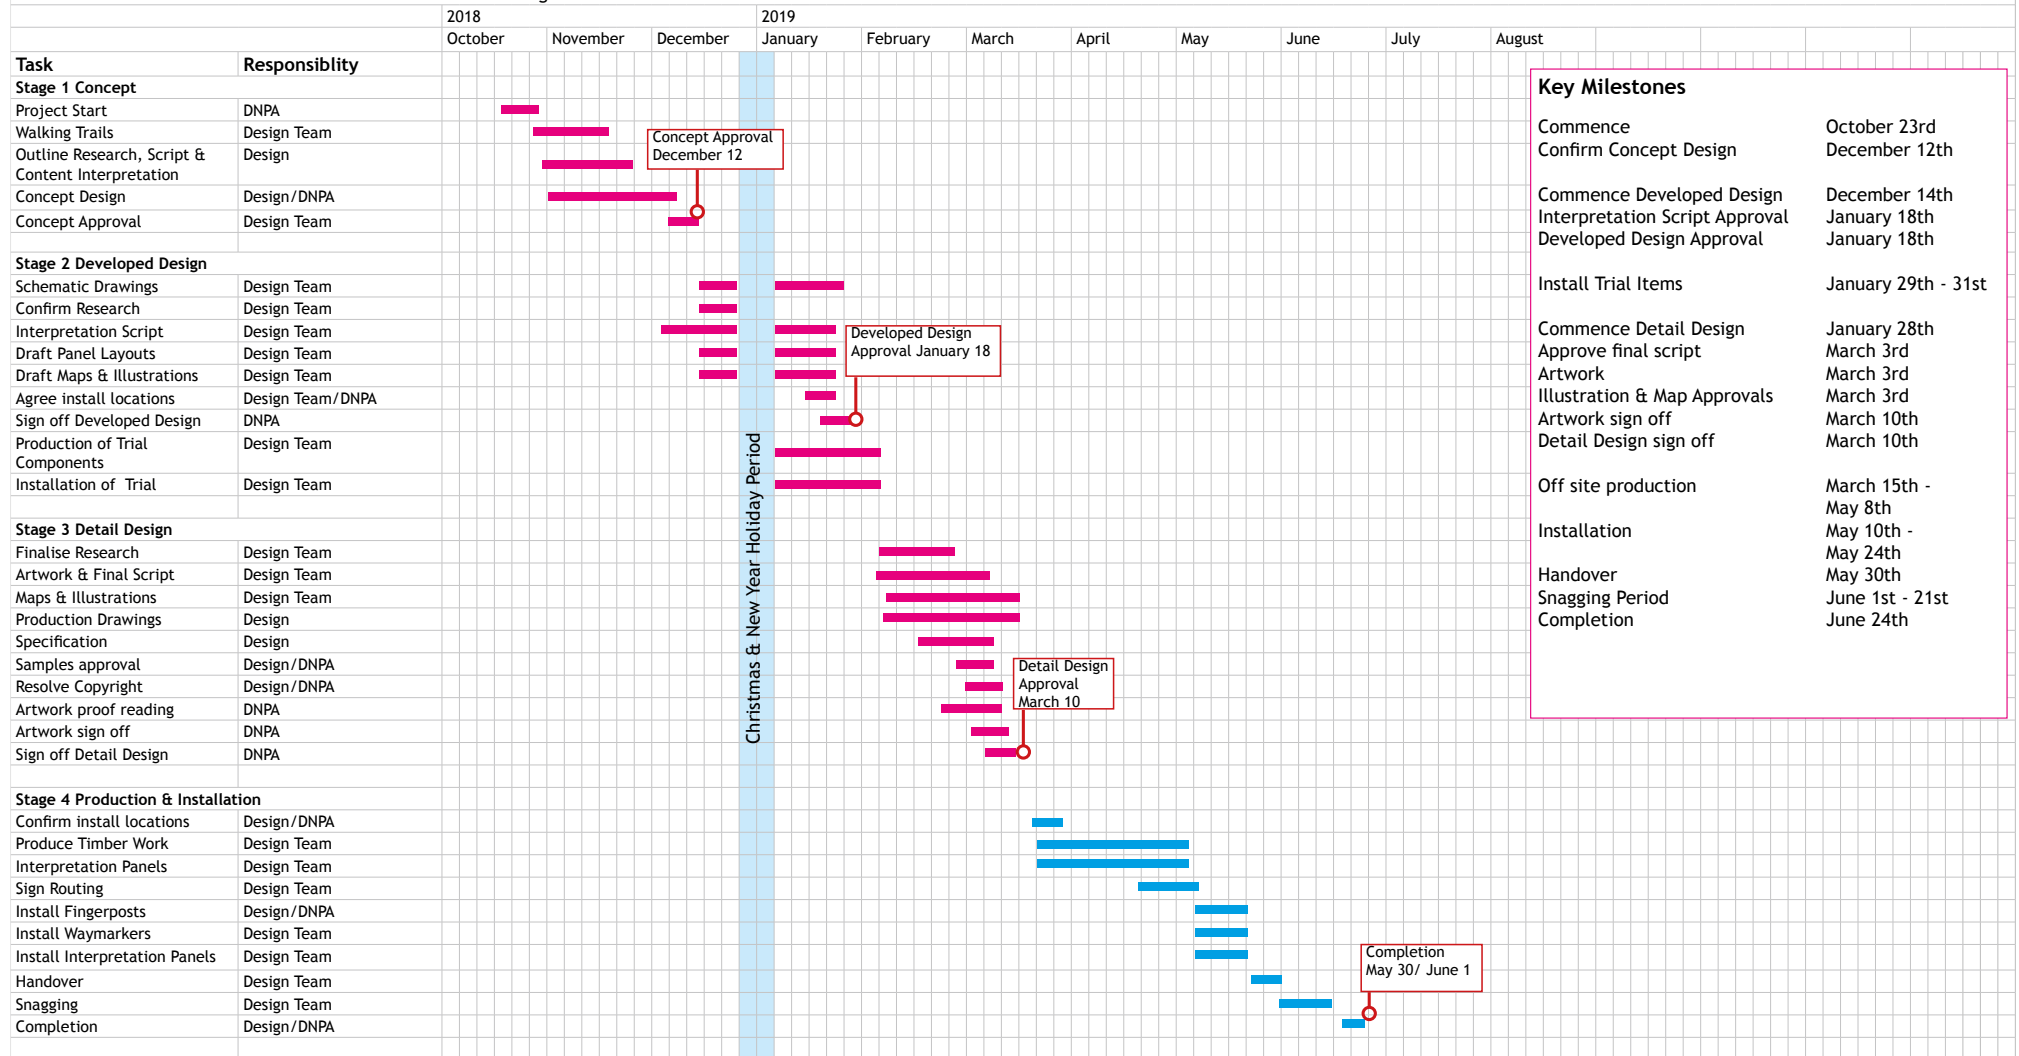 2018 2019
October November December January February March April May June July August
Task Responsiblity
Stage 1 Concept
Project Start DNPA
Walking Trails Design Team
Outline Research, Script & Design
Content Interpretation
Concept Design Design/DNPA
Concept Approval Design Team
Concept Approval
December 12
Stage 2 Developed Design
Schematic Drawings Design Team
Confirm Research Design Team
Interpretation Script Design Team
Draft Panel Layouts Design Team
Draft Maps & Illustrations Design Team
Agree install locations Design Team/DNPA
Sign off Developed Design DNPA
Production of Trial Design Team
Components
Installation of Trial Design Team
Developed Design
Approval January 18
Christmas & New Year Holiday Period
Stage 3 Detail Design
Finalise Research Design Team
Artwork & Final Script Design Team
Maps & Illustrations Design Team
Production Drawings Design
Specification Design
Samples approval Design/DNPA
Resolve Copyright Design/DNPA
Artwork proof reading DNPA
Artwork sign off DNPA
Sign off Detail Design DNPA
Detail Design
Approval
March 10
Stage 4 Production & Installation
Confirm install locations Design/DNPA
Produce Timber Work Design Team
Interpretation Panels Design Team
Sign Routing Design Team
Install Fingerposts Design/DNPA
Install Waymarkers Design Team
Install Interpretation Panels Design Team
Handover Design Team
Snagging Design Team
Completion Design/DNPA
Completion
May 30/ June 1
Key Milestones
Commence October 23rd
Confirm Concept Design December 12th
Commence Developed Design December 14th
Interpretation Script Approval January 18th
Developed Design Approval January 18th
Install Trial Items January 29th - 31st
Commence Detail Design January 28th
Approve final script March 3rd
Artwork March 3rd
Illustration & Map Approvals March 3rd
Artwork sign off March 10th
Detail Design sign off March 10th
Off site production March 15th -
May 8th
Installation May 10th -
May 24th
Handover May 30th
Snagging Period June 1st - 21st
Completion June 24th